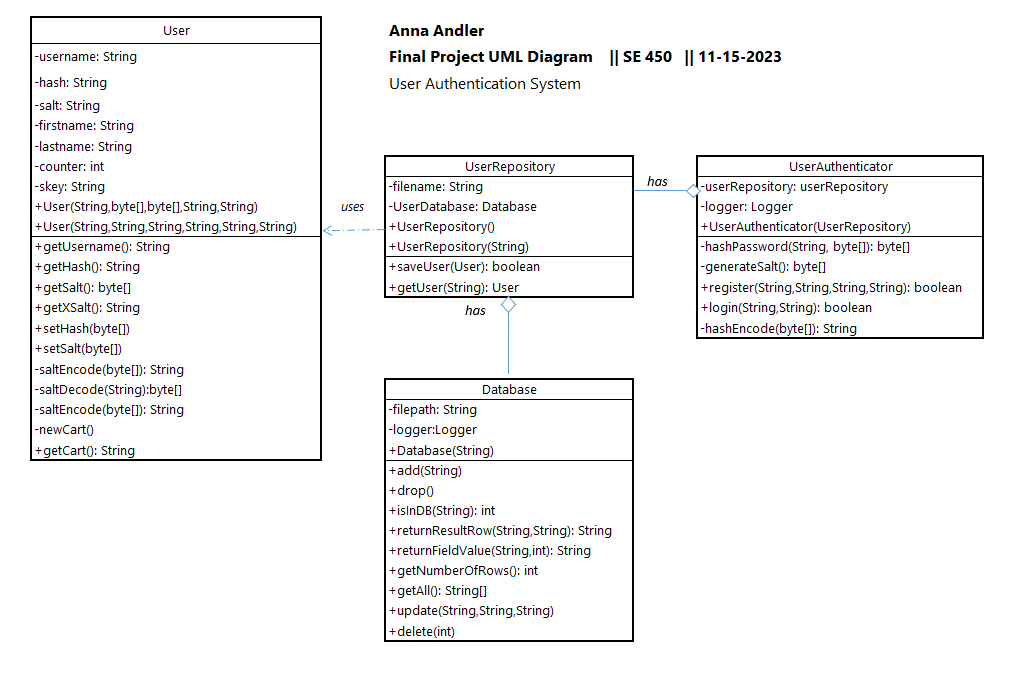 Anna Andler
Final Project UML Diagram || SE 450 || 11-15-2023
User Authentication System
User
-username: String
-hash: String
-salt: String
-firstname: String
-lastname: String
-counter: int
-skey: String
+User(String,byte[],byte[],String,String)
+User(String,String,String,String,String,String)
+getUsername(): String
+getHash(): String
+getSalt(): byte[]
+getXSalt(): String
+setHash(byte[])
+setSalt(byte[])
-saltEncode(byte[]): String
-saltDecode(String):byte[]
-saltEncode(byte[]): String
-newCart()
+getCart(): String
uses
UserRepository
-filename: String
-UserDatabase: Database
+UserRepository()
+UserRepository(String)
+saveUser(User): boolean
+getUser(String): User
has
UserAuthenticator
-userRepository: userRepository
-logger: Logger
+UserAuthenticator(UserRepository)
-hashPassword(String, byte[]): byte[]
-generateSalt(): byte[]
+register(String,String,String,String): boolean
+login(String,String): boolean
-hashEncode(byte[]): String
has
Database
-filepath: String
-logger:Logger
+Database(String)
+add(String)
+drop()
+isInDB(String): int
+returnResultRow(String,String): String
+returnFieldValue(String,int): String
+getNumberOfRows(): int
+getAll(): String[]
+update(String,String,String)
+delete(int)